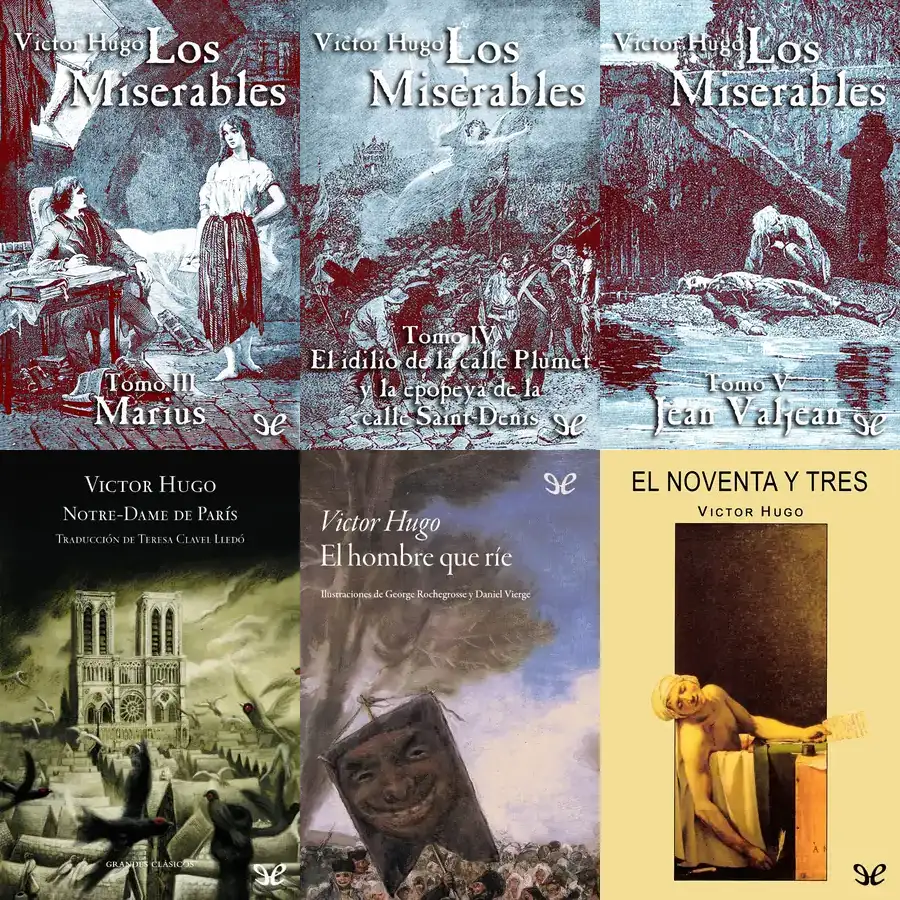 Victor Hugo
Los
Miserables
Tomo III
Marius
Victor Hugo
Los
Miserables
Tomo IV
El idilio de la calle Plumet
y la epopeya de la
calle Saint-Denis
Victor Hugo
Los
Miserables
Tomo V
Jean Valjean
VICTOR HUGO
NOTRE-DAME DE PARÍS
TRADUCCIÓN DE TERESA CLAVEL LLEDÓ
GRANDES CLÁSICOS
Victor Hugo
El hombre que ríe
Ilustraciones de George Rochegrosse y Daniel Vierge
EL NOVENTA Y TRES
VICTOR HUGO